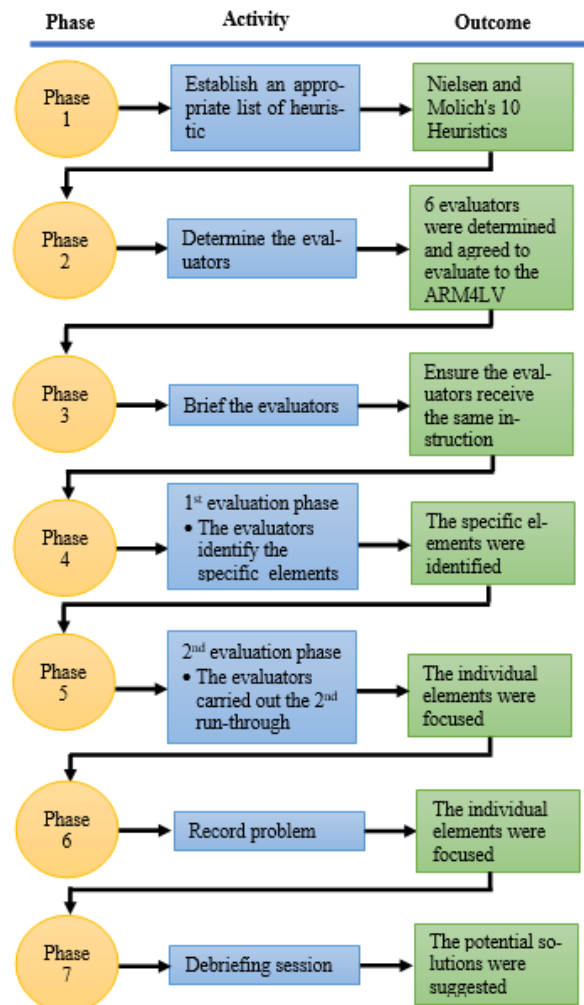 Phase Activity Outcome
Phase
1
Establish an appro-
priate list of heuris-
tic
Nielsen and
Molich's 10
Heuristics
Phase
2
Determine the eval-
uators
6 evaluators
were determined
and agreed to
evaluate to the
ARM4LV
Phase
3
Brief the evaluators
Ensure the eval-
uators receive
the same in-
struction
Phase
4
1st evaluation phase
• The evaluators
identify the
specific elements
The specific el-
ements were
identified
Phase
5
2nd evaluation phase
• The evaluators
carried out the 2nd
run-through
The individual
elements were
focused
Phase
6
Record problem
The individual
elements were
focused
Phase
7
Debriefing session
The potential so-
lutions were
suggested